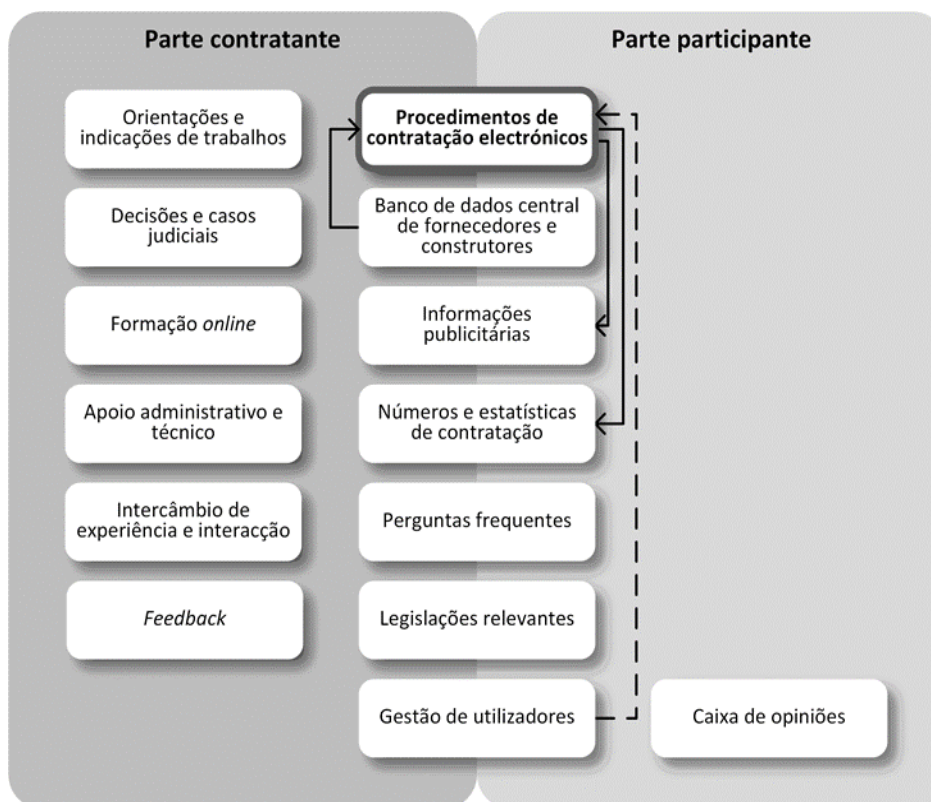 Parte contratante
Parte participante
Orientações e
indicações de trabalhos
Decisões e casos
judiciais
Formação online
Apoio administrativo e
técnico
Intercâmbio de
experiência e interacção
Feedback
Procedimentos de
contratação electrónicos
Banco de dados central
de fornecedores e
construtores
Informações
publicitárias
Números e estatísticas
de contratação
Perguntas frequentes
Legislações relevantes
Gestão de utilizadores
Caixa de opiniões